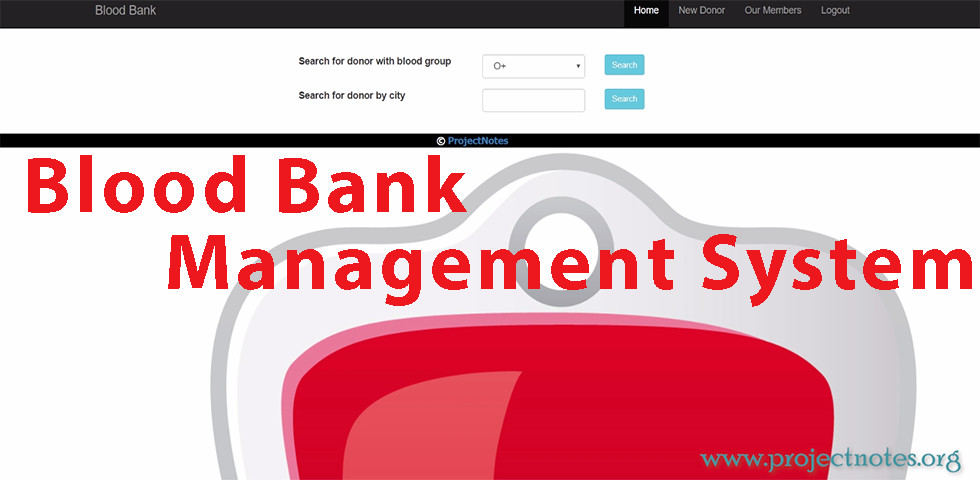 Blood Bank Home New Donor Our Members Logout
Search for donor with blood group O+ Search
Search for donor by city Search
© ProjectNotes
Blood Bank
Management System
www.projectnotes.org